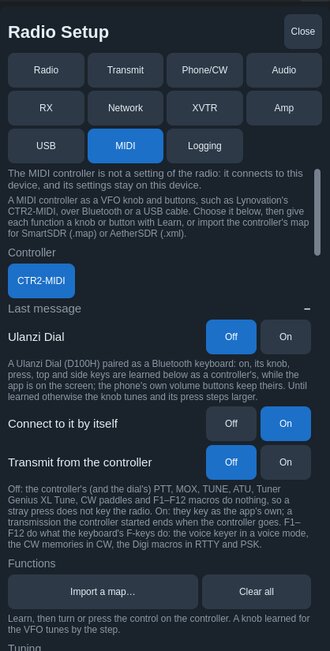 Radio Setup
Close
Radio
Transmit
Phone/CW
Audio
RX
Network
XVTR
Amp
USB
MIDI
Logging
The MIDI controller is not a setting of the radio: it connects to this
device, and its settings stay on this device.
A MIDI controller as a VFO knob and buttons, such as Lynovation's
CTR2-MIDI, over Bluetooth or a USB cable. Choose it below, then give
each function a knob or button with Learn, or import the controller's map
for SmartSDR (.map) or AetherSDR (.xml).
Controller
CTR2-MIDI
Last message
–
Ulanzi Dial
Off
On
A Ulanzi Dial (D100H) paired as a Bluetooth keyboard: on, its knob,
press, top and side keys are learned below as a controller's, while the
app is on the screen; the phone's own volume buttons keep theirs. Until
learned otherwise the knob tunes and its press steps larger.
Connect to it by itself
Off
On
Transmit from the controller
Off
On
Off: the controller's (and the dial's) PTT, MOX, TUNE, ATU, Tuner
Genius XL Tune, CW paddles and F1–F12 macros do nothing, so a
stray press does not key the radio. On: they key as the app's own; a
transmission the controller started ends when the controller goes. F1–
F12 do what the keyboard's F-keys do: the voice keyer in a voice mode,
the CW memories in CW, the Digi macros in RTTY and PSK.
Functions
Import a map…
Clear all
Learn, then turn or press the control on the controller. A knob learned for
the VFO tunes by the step.
Tuning